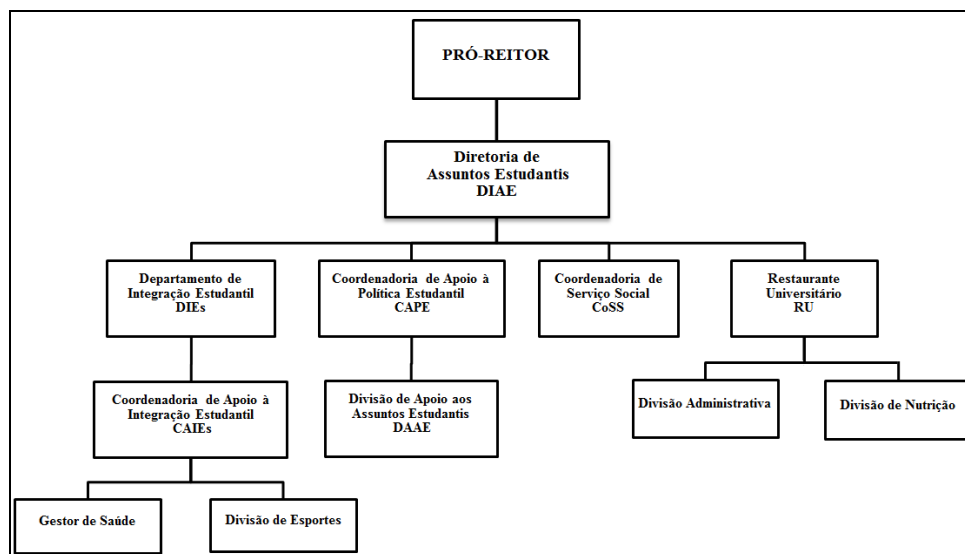 PRÓ-REITOR
Diretoria de
Assuntos Estudantis
DIAE
Departamento de
Integração Estudantil
DIEs
Coordenadoria de Apoio à
Política Estudantil
CAPE
Coordenadoria de
Serviço Social
CoSS
Restaurante
Universitário
RU
Coordenadoria de Apoio à
Integração Estudantil
CAIEs
Divisão de Apoio aos
Assuntos Estudantis
DAAE
Divisão Administrativa
Divisão de Nutrição
Gestor de Saúde
Divisão de Esportes